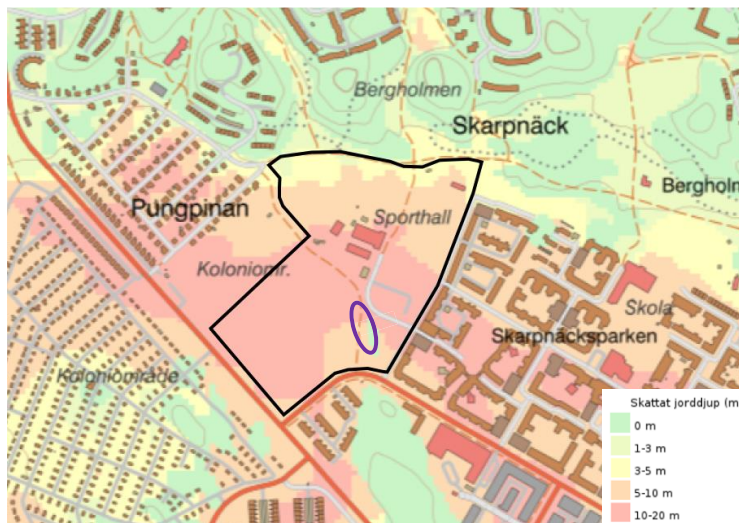 Bergholmen
Skarpnäck
Bergholm
Pungpinan
Sporthall
Koloniomr.
Skola
Skarpnäcksparken
Koloniområde
Skattat jorddjup (m
0 m
1-3 m
3-5 m
5-10 m
10-20 m